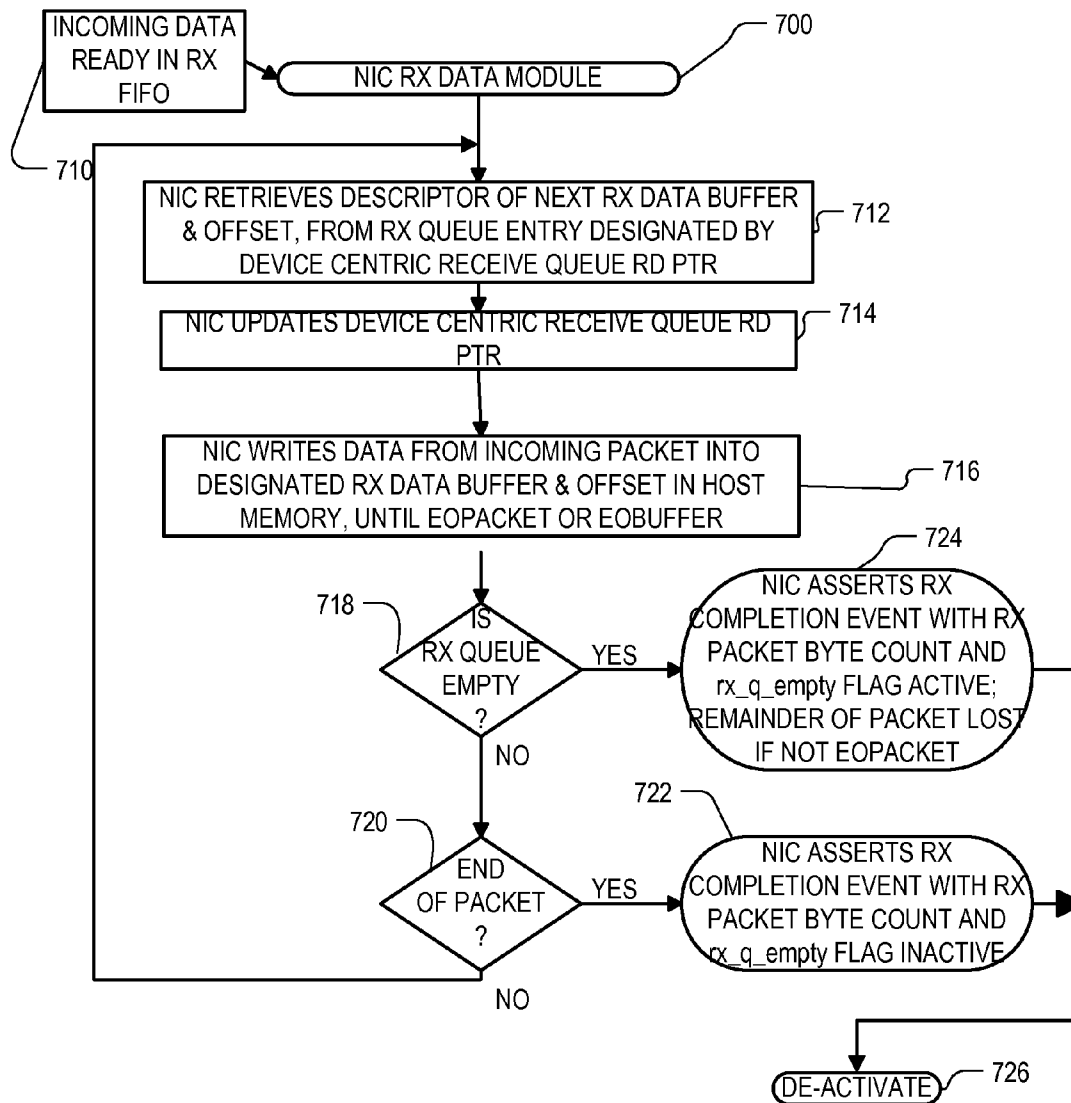 INCOMING DATA
READY IN RX
FIFO
700
NIC RX DATA MODULE
710
NIC RETRIEVES DESCRIPTOR OF NEXT RX DATA BUFFER
& OFFSET, FROM RX QUEUE ENTRY DESIGNATED BY
DEVICE CENTRIC RECEIVE QUEUE RD PTR
712
NIC UPDATES DEVICE CENTRIC RECEIVE QUEUE RD
PTR
714
NIC WRITES DATA FROM INCOMING PACKET INTO
DESIGNATED RX DATA BUFFER & OFFSET IN HOST
MEMORY, UNTIL EOPACKET OR EOBUFFER
716
718
IS
RX QUEUE
EMPTY
?
YES
NO
724
NIC ASSERTS RX
COMPLETION EVENT WITH RX
PACKET BYTE COUNT AND
rx_q_empty FLAG ACTIVE;
REMAINDER OF PACKET LOST
IF NOT EOPACKET
720
END
OF PACKET
?
YES
NO
722
NIC ASSERTS RX
COMPLETION EVENT WITH RX
PACKET BYTE COUNT AND
rx_q_empty FLAG INACTIVE
DE-ACTIVATE
726